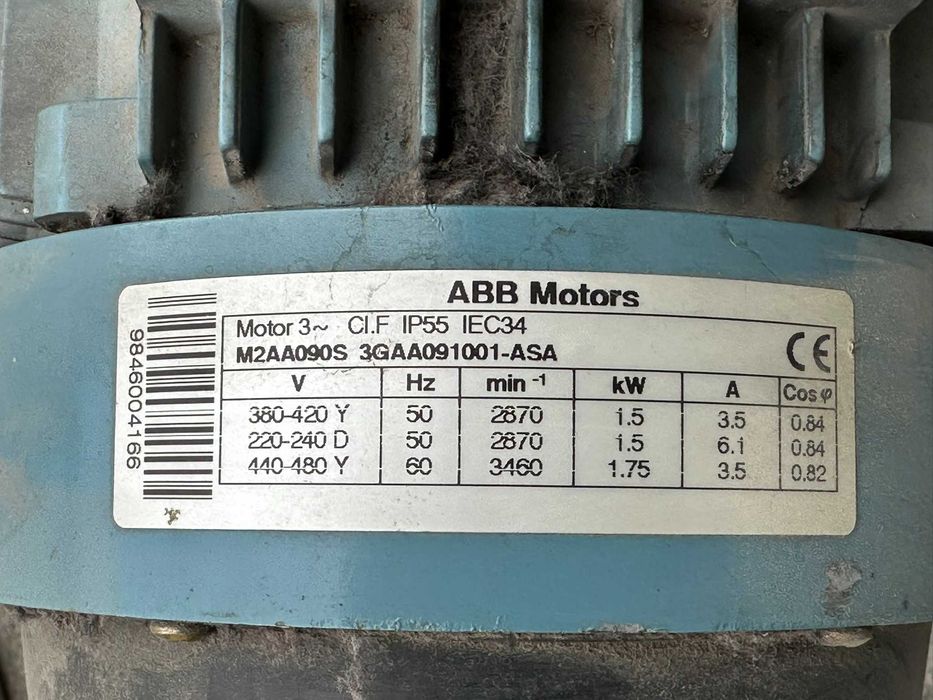 ABB Motors
Motor 3~ Cl.F IP55 IEC34
M2AA090S 3GAA091001-ASA
CE
V Hz min -1 kW A Cos φ
380-420 Y 50 2870 1.5 3.5 0.84
220-240 D 50 2870 1.5 6.1 0.84
440-480 Y 60 3460 1.75 3.5 0.82
9846004166